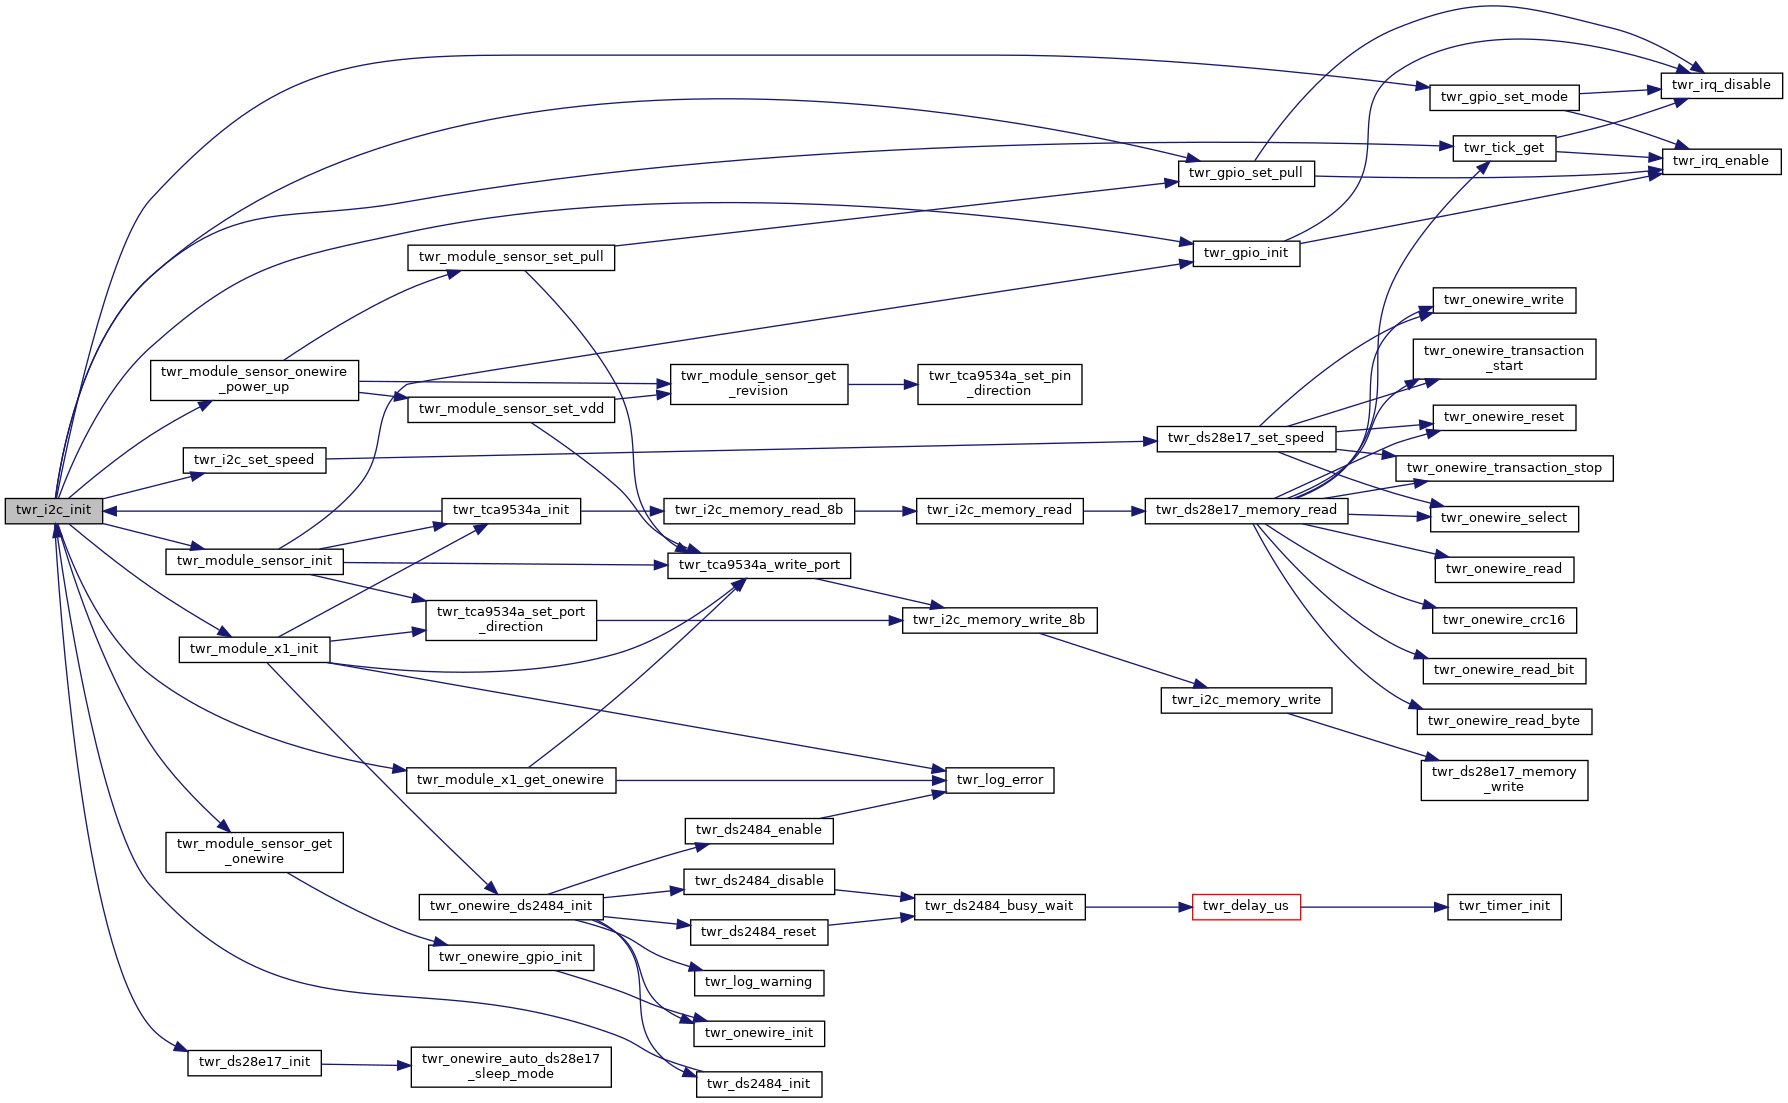 twr_i2c_init
twr_module_sensor_onewire
_power_up
twr_i2c_set_speed
twr_module_sensor_init
twr_module_x1_init
twr_module_sensor_get
_onewire
twr_ds28e17_init
twr_module_sensor_set_pull
twr_module_sensor_set_vdd
twr_tca9534a_init
twr_tca9534a_set_port
_direction
twr_module_x1_get_onewire
twr_onewire_ds2484_init
twr_onewire_gpio_init
twr_onewire_auto_ds28e17
_sleep_mode
twr_module_sensor_get
_revision
twr_i2c_memory_read_8b
twr_tca9534a_write_port
twr_ds2484_enable
twr_ds2484_disable
twr_ds2484_reset
twr_log_warning
twr_onewire_init
twr_ds2484_init
twr_tca9534a_set_pin
_direction
twr_i2c_memory_read
twr_i2c_memory_write_8b
twr_log_error
twr_ds2484_busy_wait
twr_gpio_set_pull
twr_gpio_init
twr_ds28e17_set_speed
twr_ds28e17_memory_read
twr_i2c_memory_write
twr_delay_us
twr_gpio_set_mode
twr_tick_get
twr_onewire_write
twr_onewire_transaction
_start
twr_onewire_reset
twr_onewire_transaction_stop
twr_onewire_select
twr_onewire_read
twr_onewire_crc16
twr_onewire_read_bit
twr_onewire_read_byte
twr_ds28e17_memory
_write
twr_timer_init
twr_irq_disable
twr_irq_enable